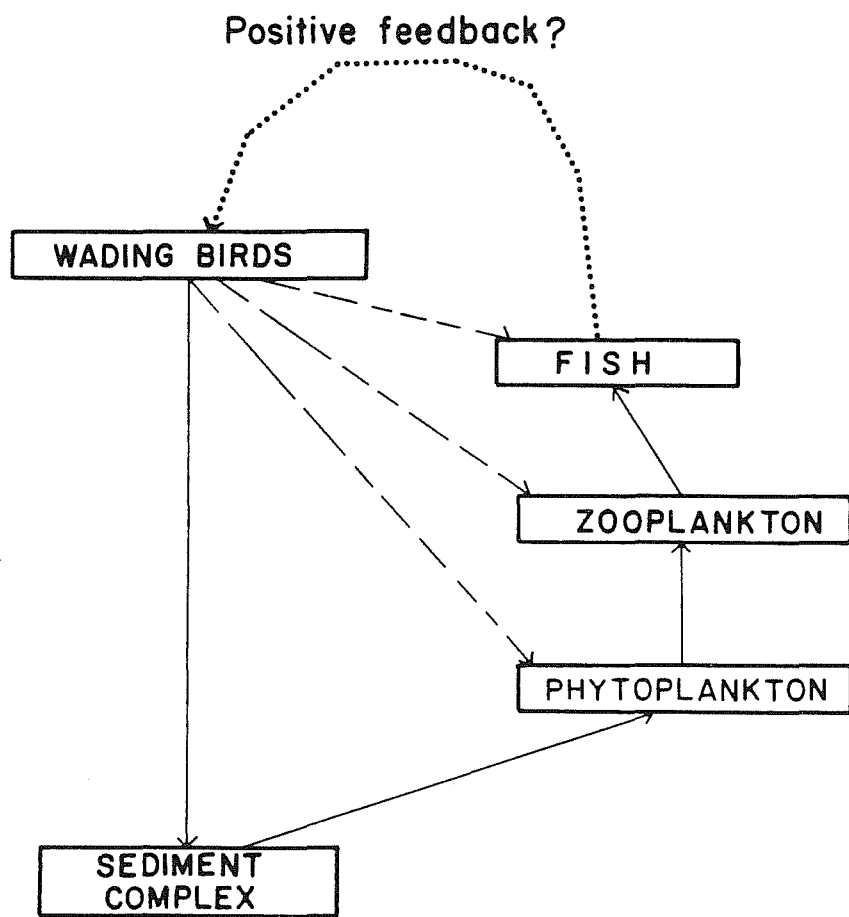 Positive feedback?
WADING BIRDS
FISH
ZOOPLANKTON
PHYTOPLANKTON
SEDIMENT
COMPLEX